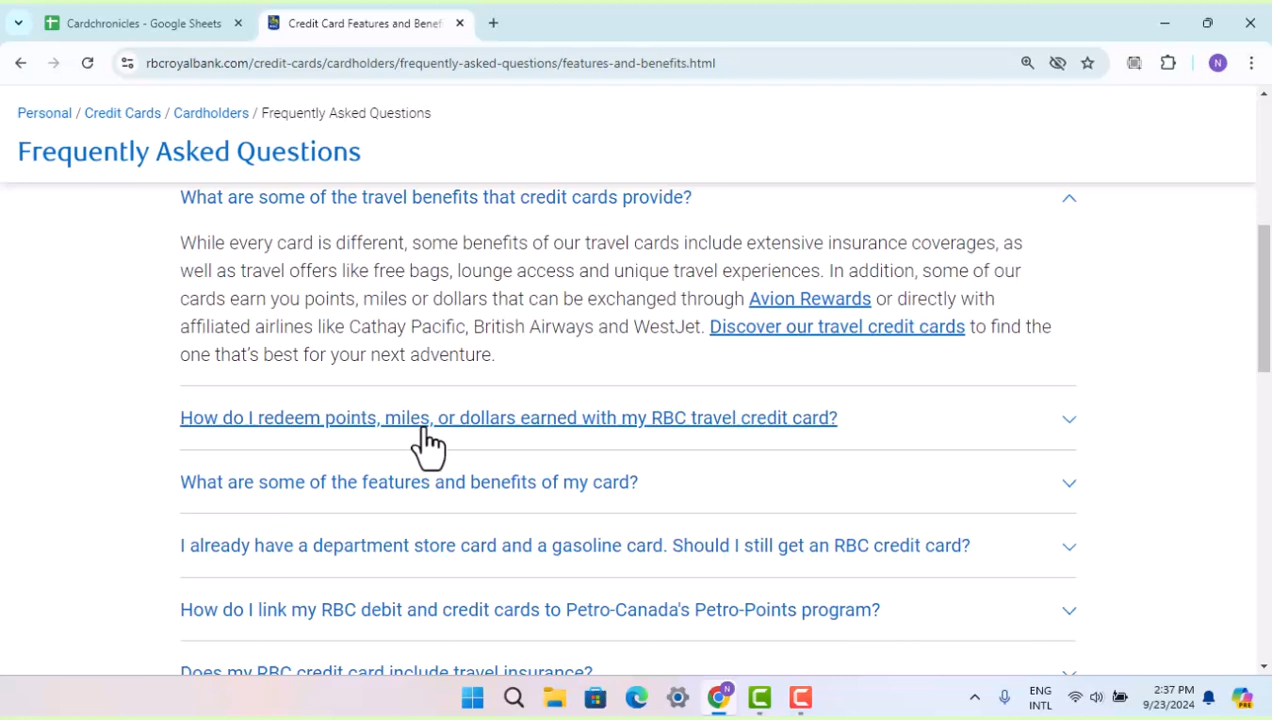 Cardchronicles - Google Sheets
Credit Card Features and Benef
rbcroyalbank.com/credit-cards/cardholders/frequently-asked-questions/features-and-benefits.html
N
Personal / Credit Cards / Cardholders / Frequently Asked Questions
Frequently Asked Questions
What are some of the travel benefits that credit cards provide?
While every card is different, some benefits of our travel cards include extensive insurance coverages, as
well as travel offers like free bags, lounge access and unique travel experiences. In addition, some of our
cards earn you points, miles or dollars that can be exchanged through Avion Rewards or directly with
affiliated airlines like Cathay Pacific, British Airways and WestJet. Discover our travel credit cards to find the
one that's best for your next adventure.
How do I redeem points, miles, or dollars earned with my RBC travel credit card?
What are some of the features and benefits of my card?
I already have a department store card and a gasoline card. Should I still get an RBC credit card?
How do I link my RBC debit and credit cards to Petro-Canada's Petro-Points program?
Does my RBC credit card include travel insurance?
ENG
INTL
2:37 PM
9/23/2024